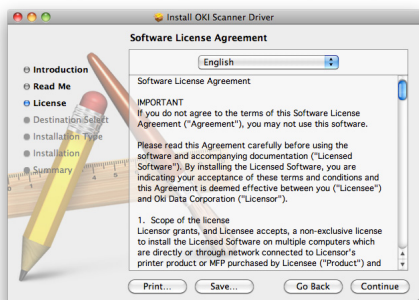 Install OKI Scanner Driver
Software License Agreement
English
Introduction
Read Me
License
Destination Select
Installation Type
Installation
Summary
Software License Agreement
IMPORTANT
If you do not agree to the terms of this Software License
Agreement ("Agreement"), you may not use this software.
Please read this Agreement carefully before using the
software and accompanying documentation ("Licensed
Software"). By installing the Licensed Software, you are
indicating your acceptance of these terms and conditions and
this Agreement is deemed effective between you ("Licensee")
and Oki Data Corporation ("Licensor").
1. Scope of the license
Licensor grants, and Licensee accepts, a non-exclusive license
to install the Licensed Software on multiple computers which
are directly or through network connected to Licensor's
printer product or MFP purchased by Licensee ("Product") and
Print...
Save...
Go Back
Continue